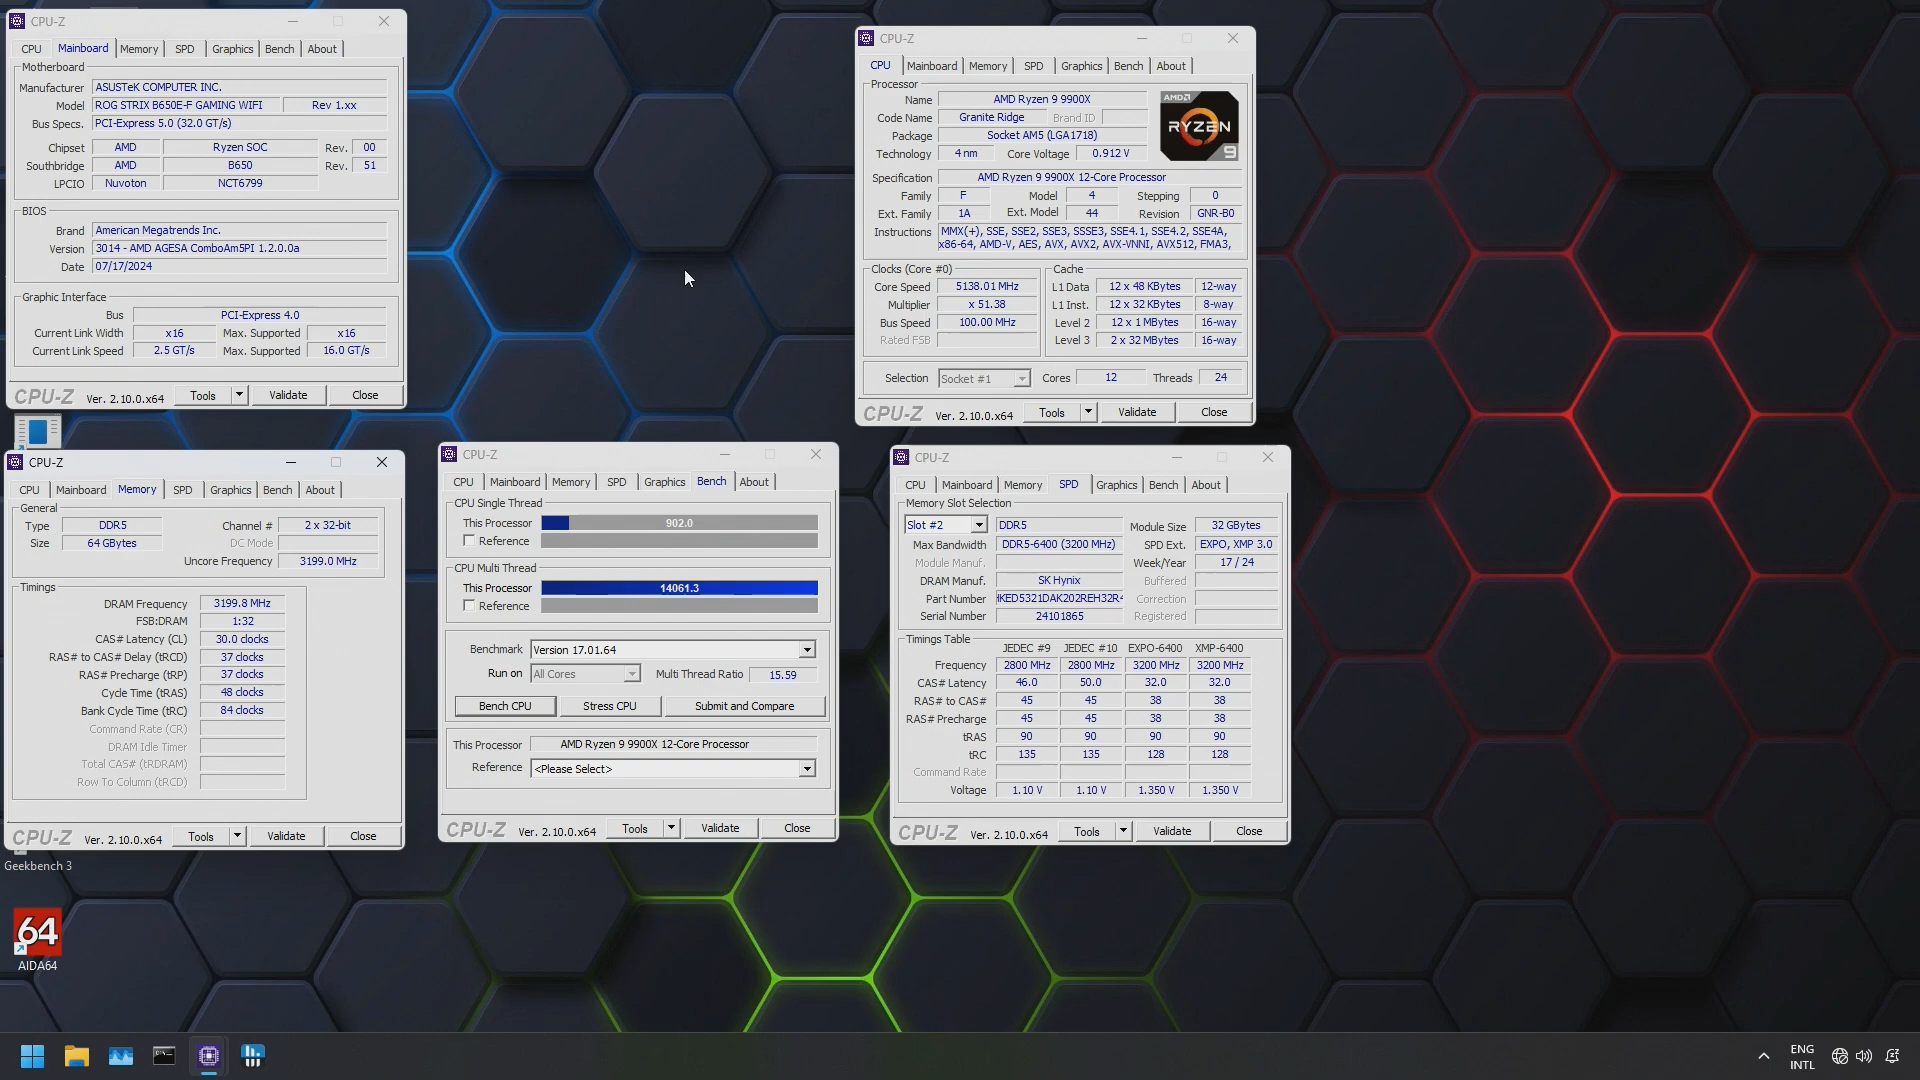 CPU-Z
CPU Mainboard Memory SPD Graphics Bench About
Motherboard
Manufacturer ASUSTeK COMPUTER INC.
Model ROG STRIX B650E-F GAMING WIFI Rev 1.xx
Bus Specs. PCI-Express 5.0 (32.0 GT/s)
Chipset AMD Ryzen SOC Rev. 00
Southbridge AMD B650 Rev. 51
LPCIO Nuvoton NCT6799
BIOS
Brand American Megatrends Inc.
Version 3014 - AMD AGESA ComboAm5PI 1.2.0.0a
Date 07/17/2024
Graphic Interface
Bus PCI-Express 4.0
Current Link Width x16 Max. Supported x16
Current Link Speed 2.5 GT/s Max. Supported 16.0 GT/s
CPU-Z Ver. 2.10.0.x64 Tools Validate Close
CPU-Z
CPU Mainboard Memory SPD Graphics Bench About
Processor
Name AMD Ryzen 9 9900X
Code Name Granite Ridge Brand ID
Package Socket AM5 (LGA1718)
Technology 4 nm Core Voltage 0.912 V
AMD
RYZEN
9
Specification AMD Ryzen 9 9900X 12-Core Processor
Family F Model 4 Stepping 0
Ext. Family 1A Ext. Model 44 Revision GNR-B0
Instructions MMX(+), SSE, SSE2, SSE3, SSSE3, SSE4.1, SSE4.2, SSE4A,
x86-64, AMD-V, AES, AVX, AVX2, AVX-VNNI, AVX512, FMA3,
Clocks (Core #0)
Core Speed 5138.01 MHz
Multiplier x 51.38
Bus Speed 100.00 MHz
Rated FSB
Cache
L1 Data 12 x 48 KBytes 12-way
L1 Inst. 12 x 32 KBytes 8-way
Level 2 12 x 1 MBytes 16-way
Level 3 2 x 32 MBytes 16-way
Selection Socket #1 Cores 12 Threads 24
CPU-Z Ver. 2.10.0.x64 Tools Validate Close
CPU-Z
CPU Mainboard Memory SPD Graphics Bench About
General
Type DDR5 Channel # 2 x 32-bit
Size 64 GBytes DC Mode
Uncore Frequency 3199.0 MHz
Timings
DRAM Frequency 3199.8 MHz
FSB:DRAM 1:32
CAS# Latency (CL) 30.0 clocks
RAS# to CAS# Delay (tRCD) 37 clocks
RAS# Precharge (tRP) 37 clocks
Cycle Time (tRAS) 48 clocks
Bank Cycle Time (tRC) 84 clocks
Command Rate (CR)
DRAM Idle Timer
Total CAS# (tRDRAM)
Row To Column (tRCD)
CPU-Z Ver. 2.10.0.x64 Tools Validate Close
CPU-Z
CPU Mainboard Memory SPD Graphics Bench About
CPU Single Thread
This Processor 902.0
Reference
CPU Multi Thread
This Processor 14061.3
Reference
Benchmark Version 17.01.64
Run on All Cores Multi Thread Ratio 15.59
Bench CPU Stress CPU Submit and Compare
This Processor AMD Ryzen 9 9900X 12-Core Processor
Reference <Please Select>
CPU-Z Ver. 2.10.0.x64 Tools Validate Close
CPU-Z
CPU Mainboard Memory SPD Graphics Bench About
Memory Slot Selection
Slot #2 DDR5 Module Size 32 GBytes
Max Bandwidth DDR5-6400 (3200 MHz) SPD Ext. EXPO, XMP 3.0
Module Manuf. Week/Year 17 / 24
DRAM Manuf. SK Hynix Buffered
Part Number HKED5321DAK202REH32R4 Correction
Serial Number 24101865 Registered
Timings Table
JEDEC #9 JEDEC #10 EXPO-6400 XMP-6400
Frequency 2800 MHz 2800 MHz 3200 MHz 3200 MHz
CAS# Latency 46.0 50.0 32.0 32.0
RAS# to CAS# 45 45 38 38
RAS# Precharge 45 45 38 38
tRAS 90 90 90 90
tRC 135 135 128 128
Command Rate
Voltage 1.10 V 1.10 V 1.350 V 1.350 V
CPU-Z Ver. 2.10.0.x64 Tools Validate Close
Geekbench 3
64
AIDA64
ENG
INTL